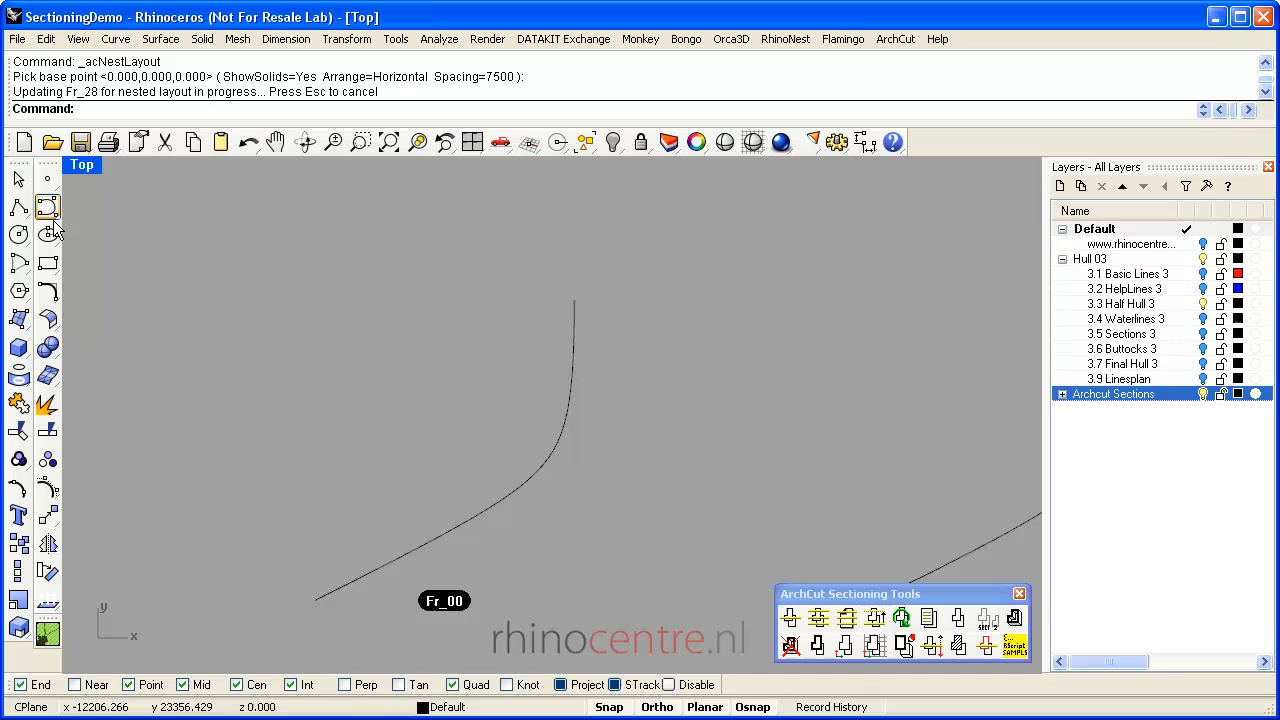 SectioningDemo - Rhinoceros (Not For Resale Lab) - [Top]
File Edit View Curve Surface Solid Mesh Dimension Transform Tools Analyze Render DATAKIT Exchange Monkey Bongo Orca3D RhinoNest Flamingo ArchCut Help
Command: _acNestLayout
Pick base point <0.000,0.000,0.000> ( ShowSolids=Yes Arrange=Horizontal Spacing=7500 ):
Updating Fr_28 for nested layout in progress... Press Esc to cancel
Command:
Top
Layers - All Layers
Name
Default
www.rhinocentre...
Hull 03
3.1 Basic Lines 3
3.2 HelpLines 3
3.3 Half Hull 3
3.4 Waterlines 3
3.5 Sections 3
3.6 Buttocks 3
3.7 Final Hull 3
3.9 Linesplan
Archcut Sections
Fr_00
rhinocentre.nl
ArchCut Sectioning Tools
SECT
RScript
SAMPLS
End Near Point Mid Cen Int Perp Tan Quad Knot Project STrack Disable
CPlane x -12206.266 y 23356.429 z 0.000 Default Snap Ortho Planar Osnap Record History
y
x